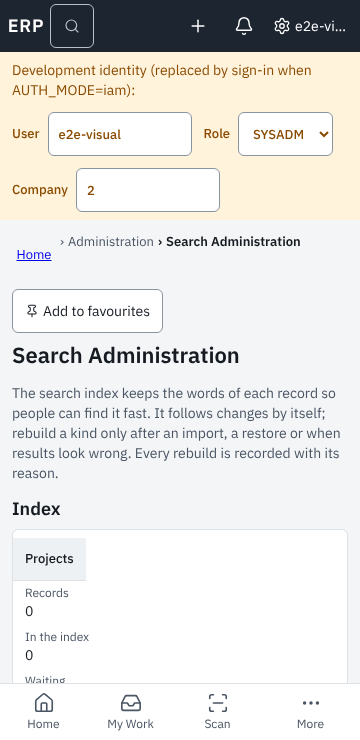 ERP
e2e-vi...
Development identity (replaced by sign-in when
AUTH_MODE=iam):
User
e2e-visual
Role
SYSADM
Company
2
› Administration › Search Administration
Home
Add to favourites
Search Administration
The search index keeps the words of each record so
people can find it fast. It follows changes by itself;
rebuild a kind only after an import, a restore or when
results look wrong. Every rebuild is recorded with its
reason.
Index
Projects
Records
0
In the index
0
Waiting
Home
My Work
Scan
More